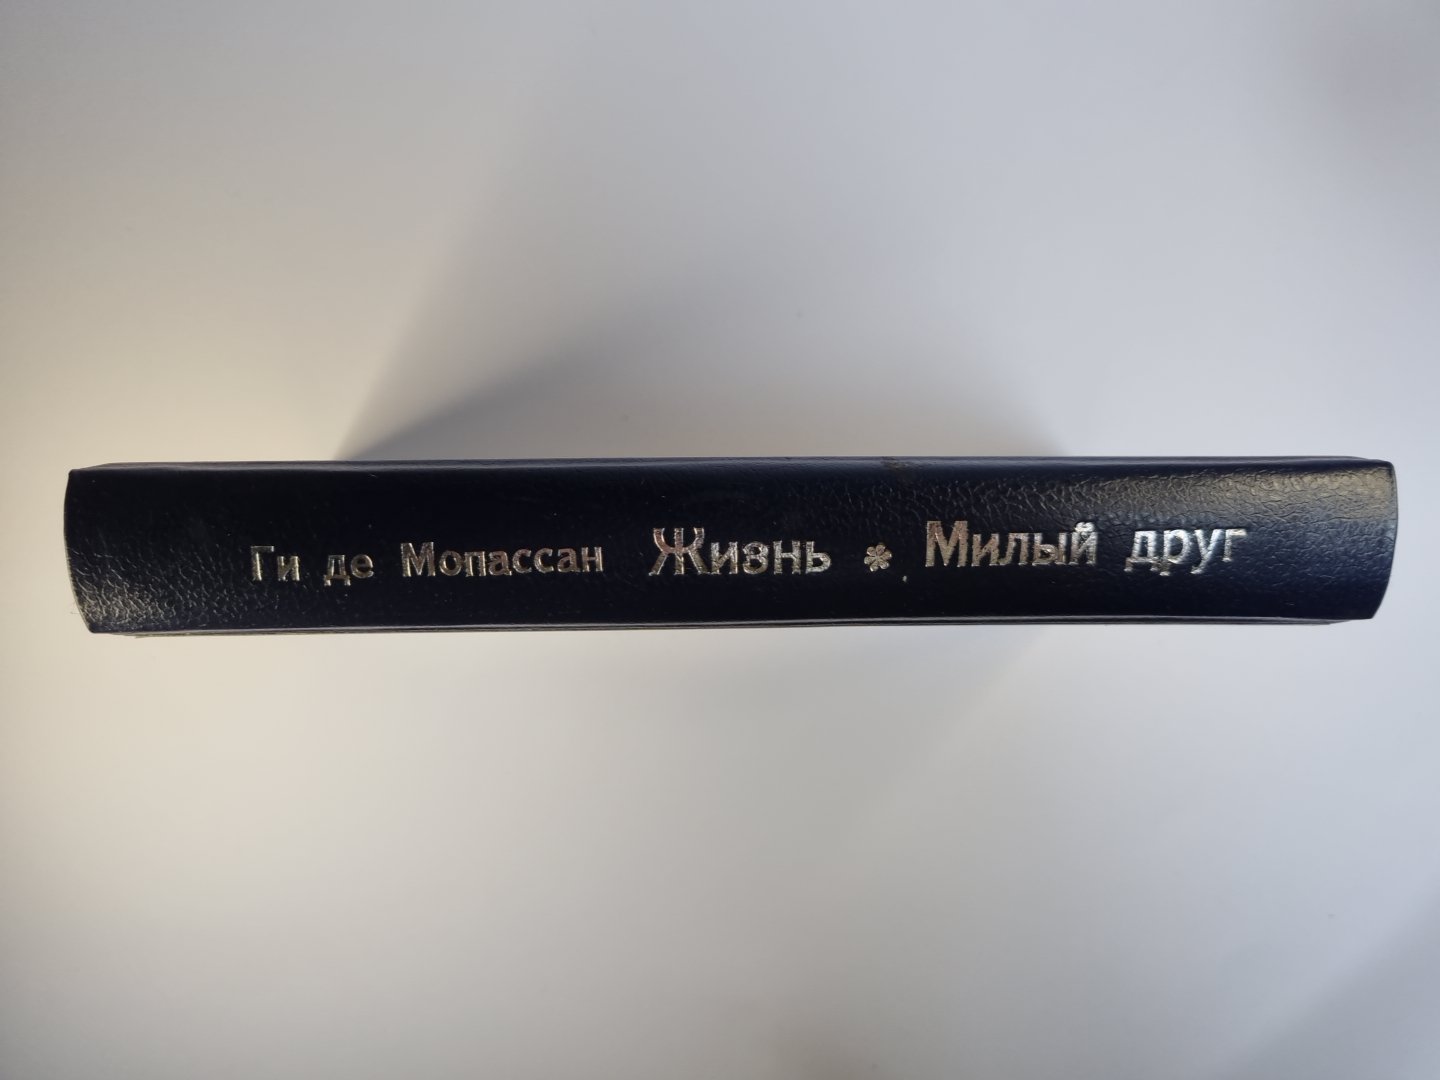 Ги де Мопассан Жизнь * Милый друг